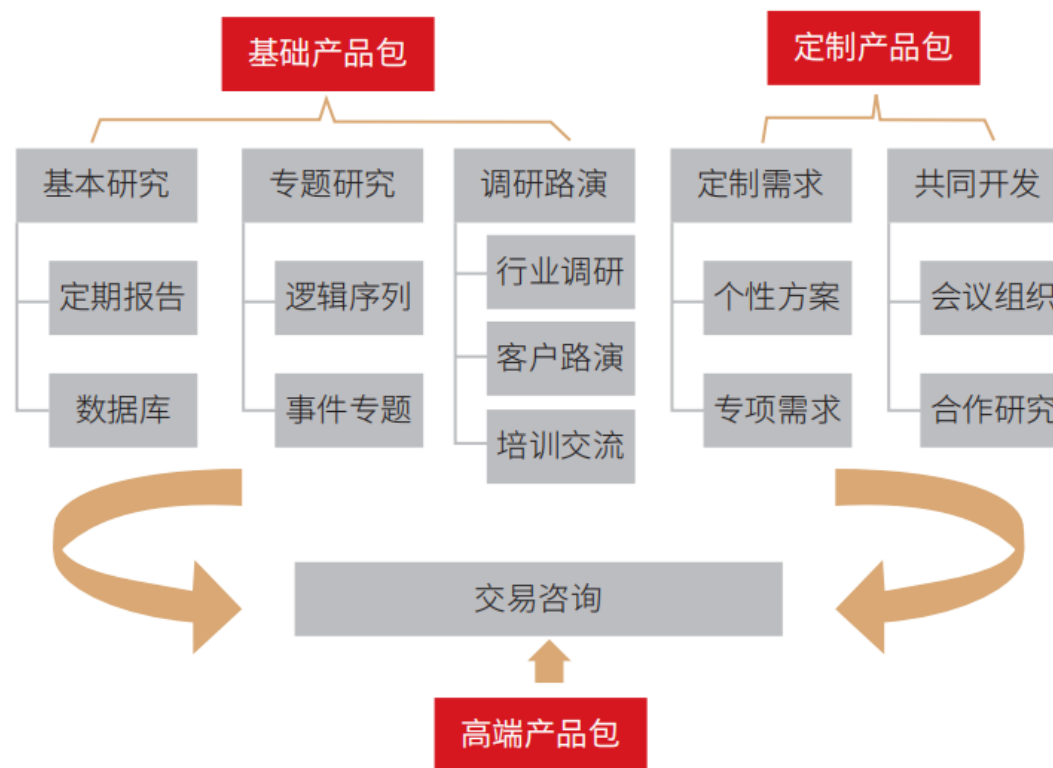 基础产品包
定制产品包
基本研究
专题研究
调研路演
定制需求
共同开发
定期报告
数据库
逻辑序列
事件专题
行业调研
客户路演
培训交流
个性方案
专项需求
会议组织
合作研究
交易咨询
高端产品包